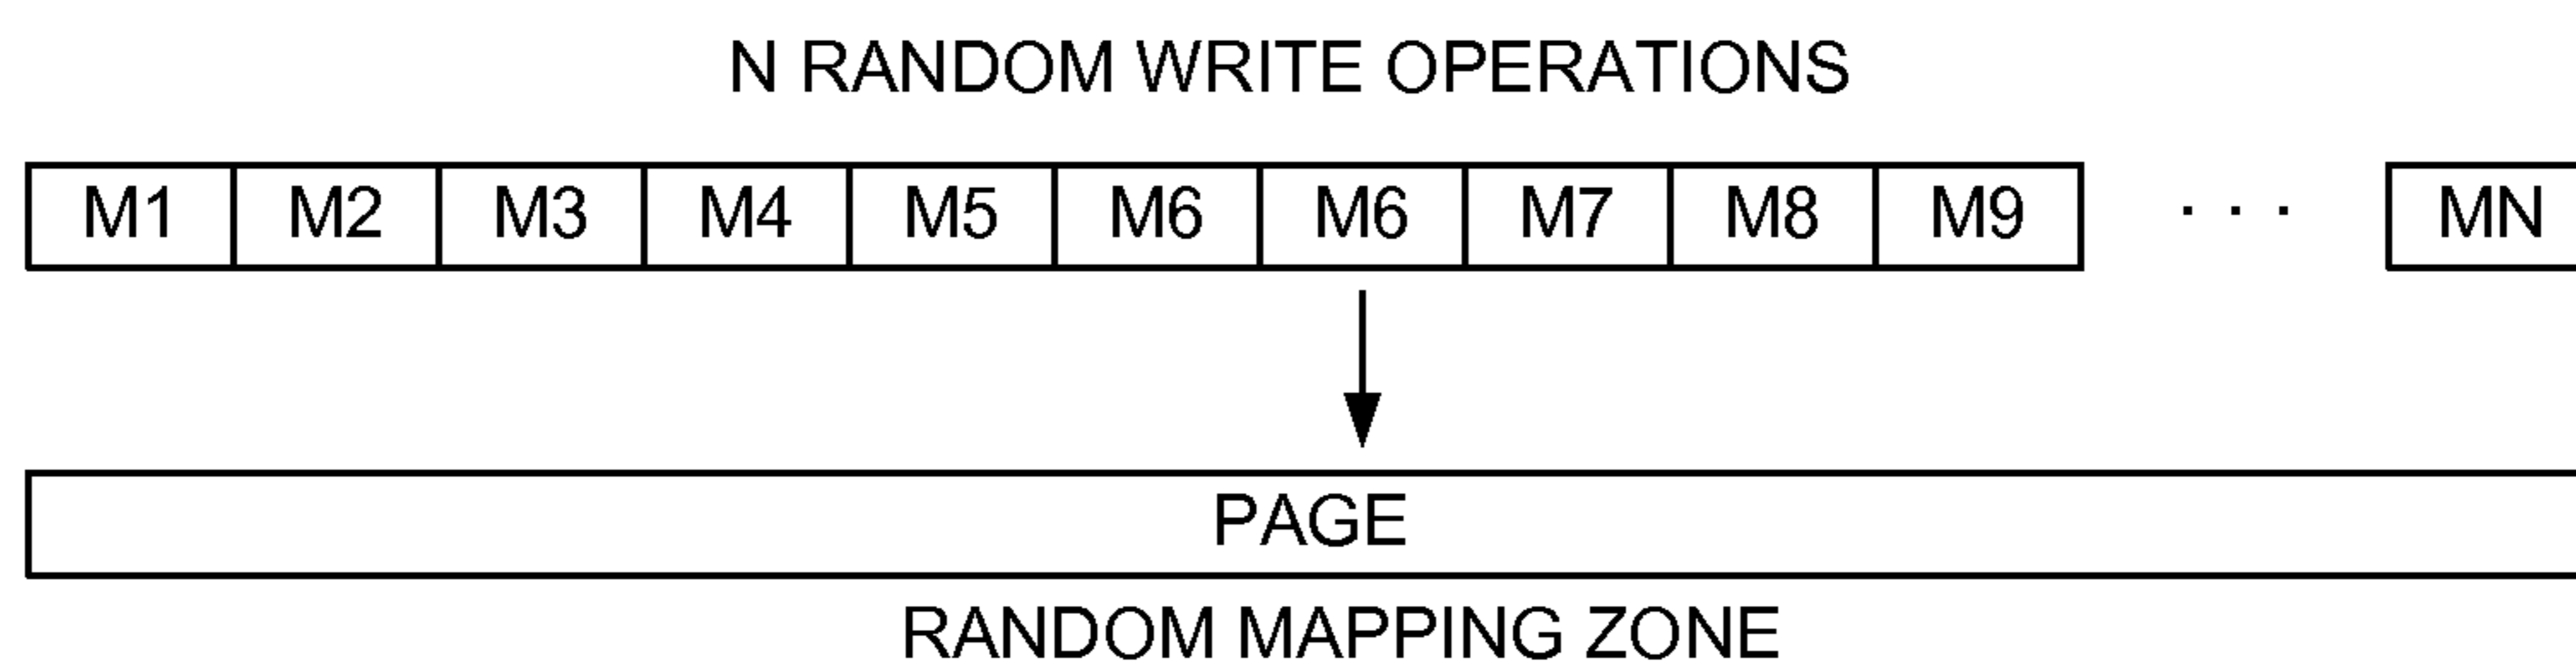 N RANDOM WRITE OPERATIONS
M1 M2 M3 M4 M5 M6 M6 M7 M8 M9 . . . MN
PAGE
RANDOM MAPPING ZONE